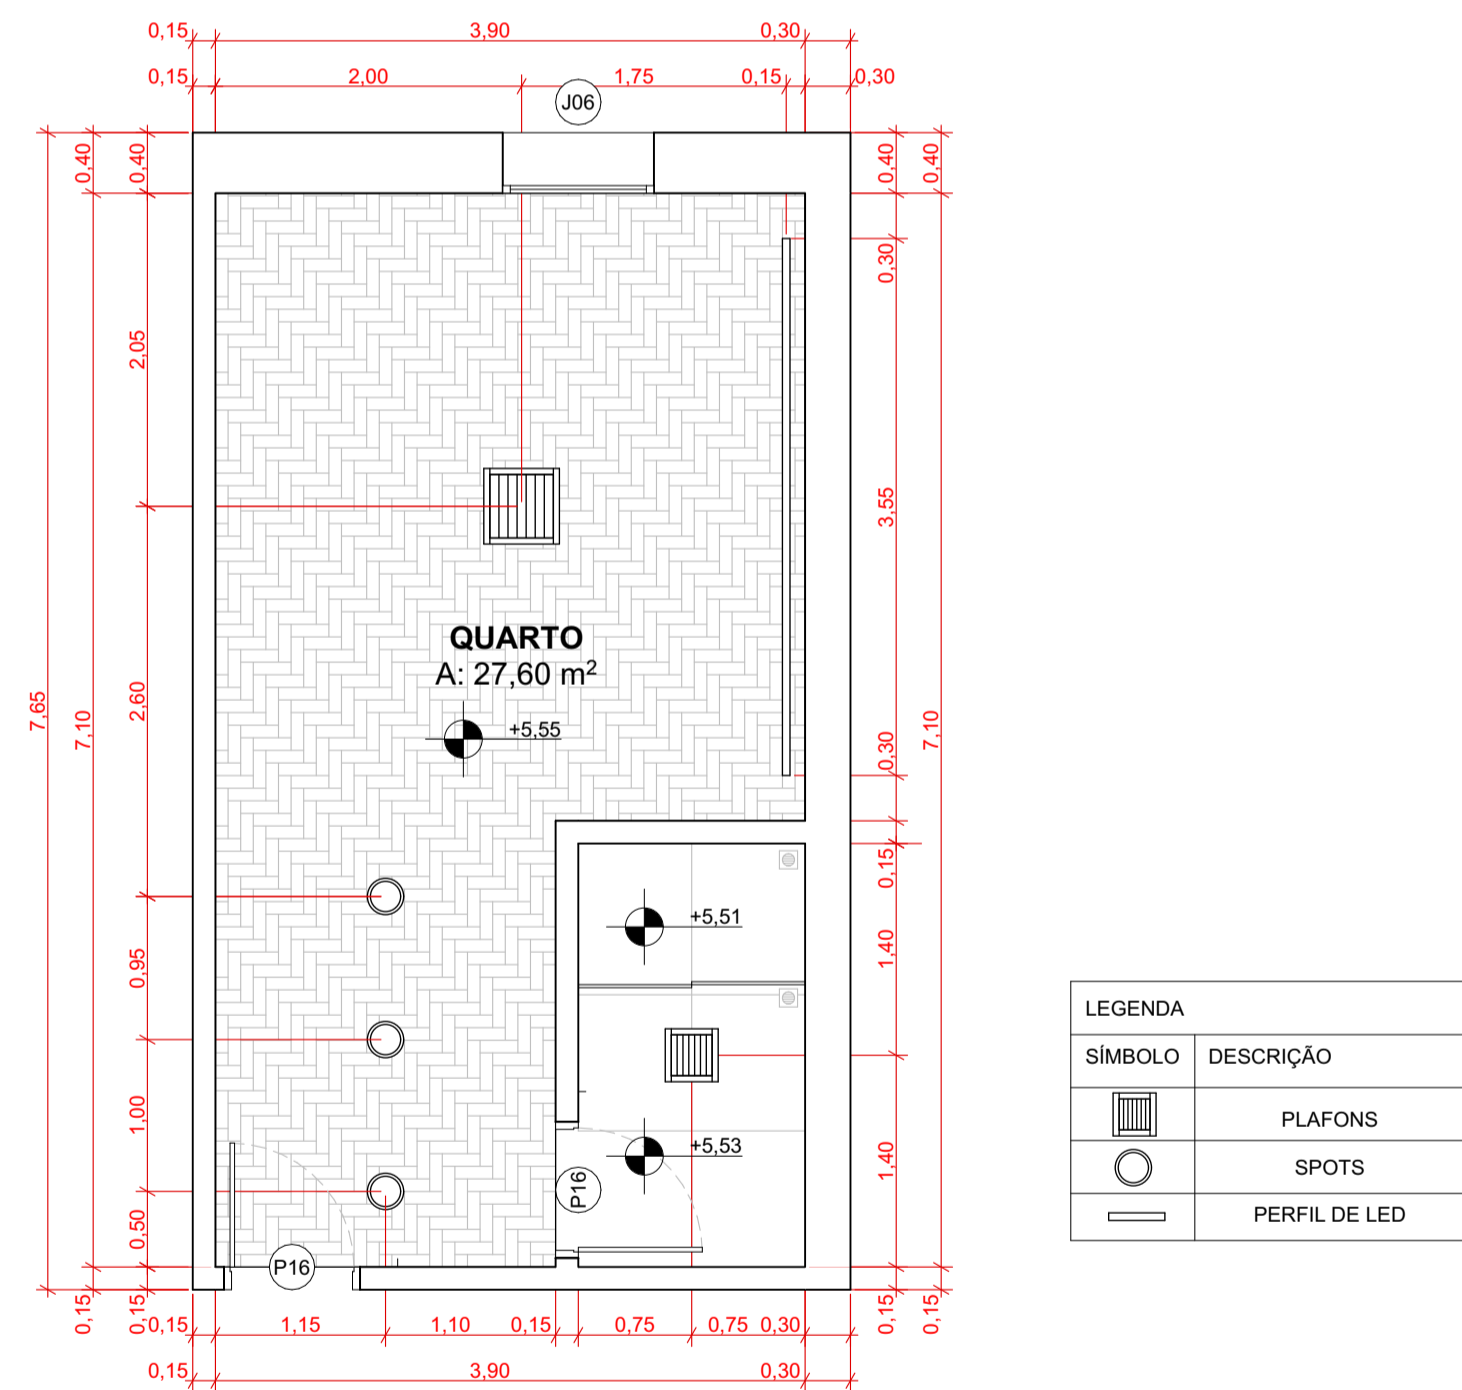 0,15 3,90 0,30
0,15 2,00 1,75 0,15 0,30
J06
0,40 0,40 0,40 0,40
0,30
2,05
3,55
QUARTO
A: 27,60 m²
7,65 7,10 2,60
+5,55
0,30 7,10
0,15
+5,51
0,95 1,40
1,00
+5,53
1,40
P16
0,50
P16
0,15 0,15 0,15 0,15
0,15 1,15 1,10 0,15 0,75 0,75 0,30
0,15 3,90 0,30
LEGENDA
SÍMBOLO DESCRIÇÃO
PLAFONS
SPOTS
PERFIL DE LED